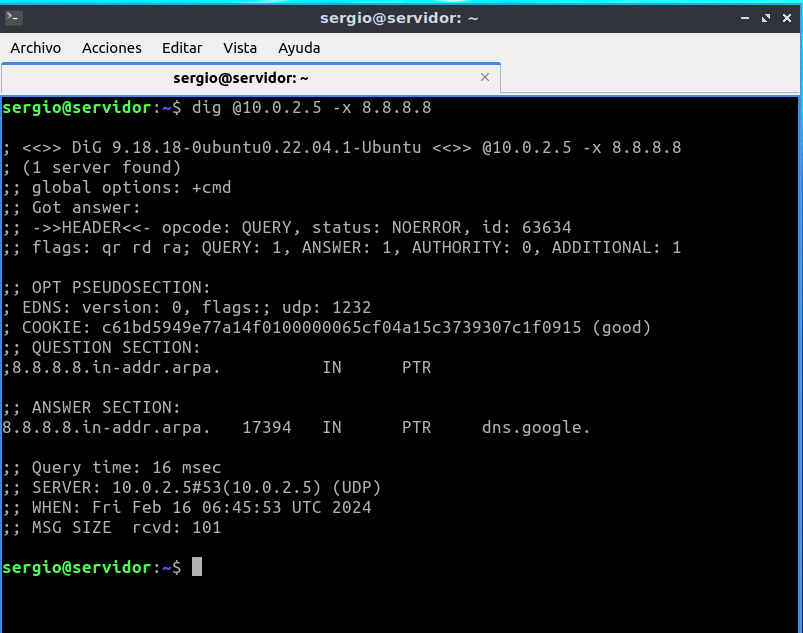 sergio@servidor: ~
Archivo Acciones Editar Vista Ayuda
sergio@servidor: ~
sergio@servidor:~$ dig @10.0.2.5 -x 8.8.8.8
; <<>> DiG 9.18.18-0ubuntu0.22.04.1-Ubuntu <<>> @10.0.2.5 -x 8.8.8.8
; (1 server found)
;; global options: +cmd
;; Got answer:
;; ->>HEADER<<- opcode: QUERY, status: NOERROR, id: 63634
;; flags: qr rd ra; QUERY: 1, ANSWER: 1, AUTHORITY: 0, ADDITIONAL: 1
;; OPT PSEUDOSECTION:
; EDNS: version: 0, flags:; udp: 1232
; COOKIE: c61bd5949e77a14f0100000065cf04a15c3739307c1f0915 (good)
;; QUESTION SECTION:
;8.8.8.8.in-addr.arpa. IN PTR
;; ANSWER SECTION:
8.8.8.8.in-addr.arpa. 17394 IN PTR dns.google.
;; Query time: 16 msec
;; SERVER: 10.0.2.5#53(10.0.2.5) (UDP)
;; WHEN: Fri Feb 16 06:45:53 UTC 2024
;; MSG SIZE rcvd: 101
sergio@servidor:~$